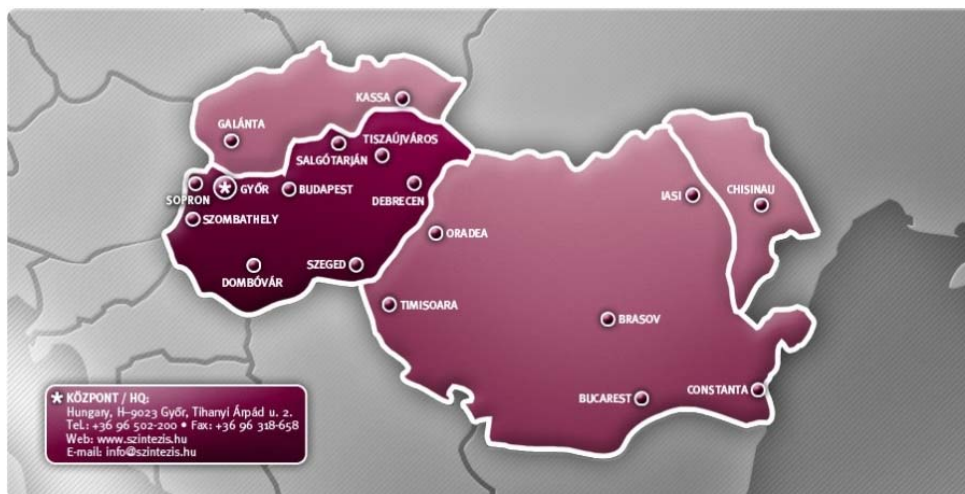 KASSA
GALÁNTA
TISZAÚJVÁROS
SALGÓTARJÁN
SOPRON
GYŐR
BUDAPEST
DEBRECEN
IASI
CHISINAU
SZOMBATHELY
ORADEA
DOMBÓVÁR
SZEGED
TIMISOARA
BRASOV
BUCAREST
CONSTANTA
* KÖZPONT / HQ:
Hungary, H–9023 Győr, Tihanyi Árpád u. 2.
Tel.: +36 96 502-200 • Fax: +36 96 318-658
Web: www.szintezis.hu
E-mail: info@szintezis.hu